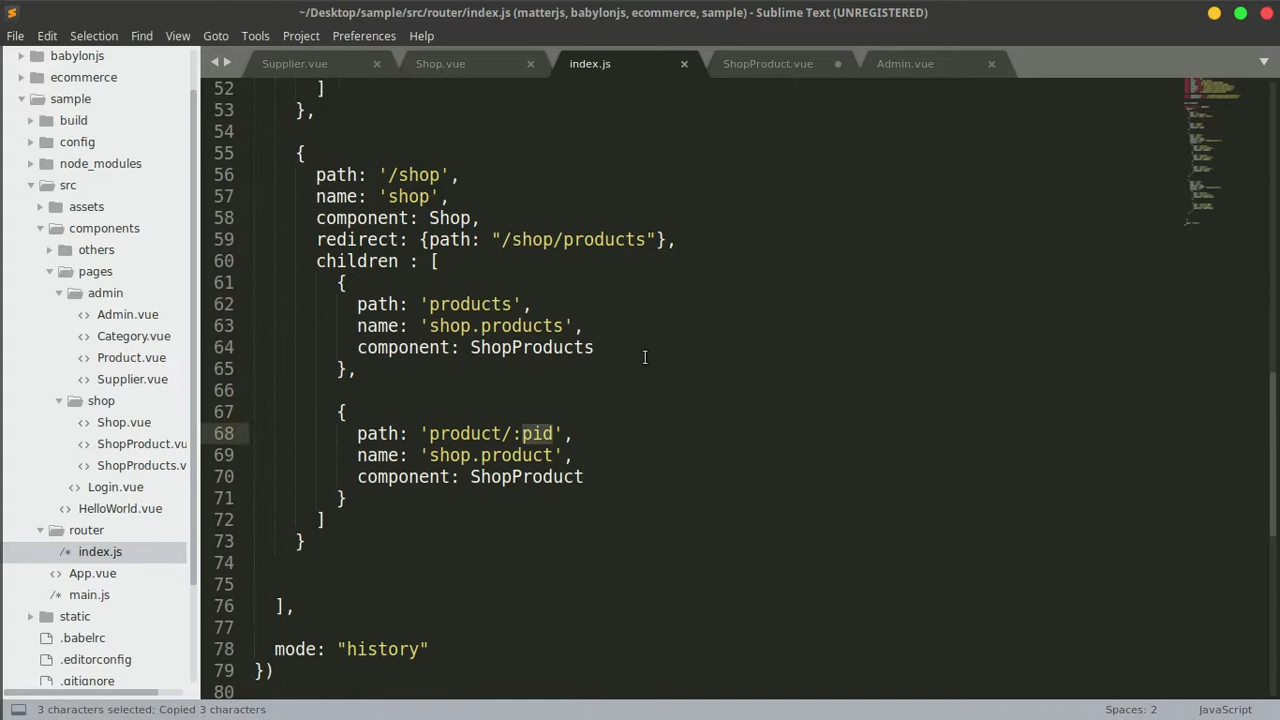 ~/Desktop/sample/src/router/index.js (matterjs, babylonjs, ecommerce, sample) - Sublime Text (UNREGISTERED)
File Edit Selection Find View Goto Tools Project Preferences Help
babylonjs
ecommerce
sample
build
config
node_modules
src
assets
components
others
pages
admin
Admin.vue
Category.vue
Product.vue
Supplier.vue
shop
Shop.vue
ShopProduct.vu
ShopProducts.v
Login.vue
HelloWorld.vue
router
index.js
App.vue
main.js
static
.babelrc
.editorconfig
.gitignore
Supplier.vue Shop.vue index.js ShopProduct.vue Admin.vue
52 ]
53 },
54
55 {
56 path: '/shop',
57 name: 'shop',
58 component: Shop,
59 redirect: {path: "/shop/products"},
60 children : [
61 {
62 path: 'products',
63 name: 'shop.products',
64 component: ShopProducts
65 },
66
67 {
68 path: 'product/:pid',
69 name: 'shop.product',
70 component: ShopProduct
71 }
72 ]
73 }
74
75
76 ],
77
78 mode: "history"
79 })
80
3 characters selected; Copied 3 characters Spaces: 2 JavaScript